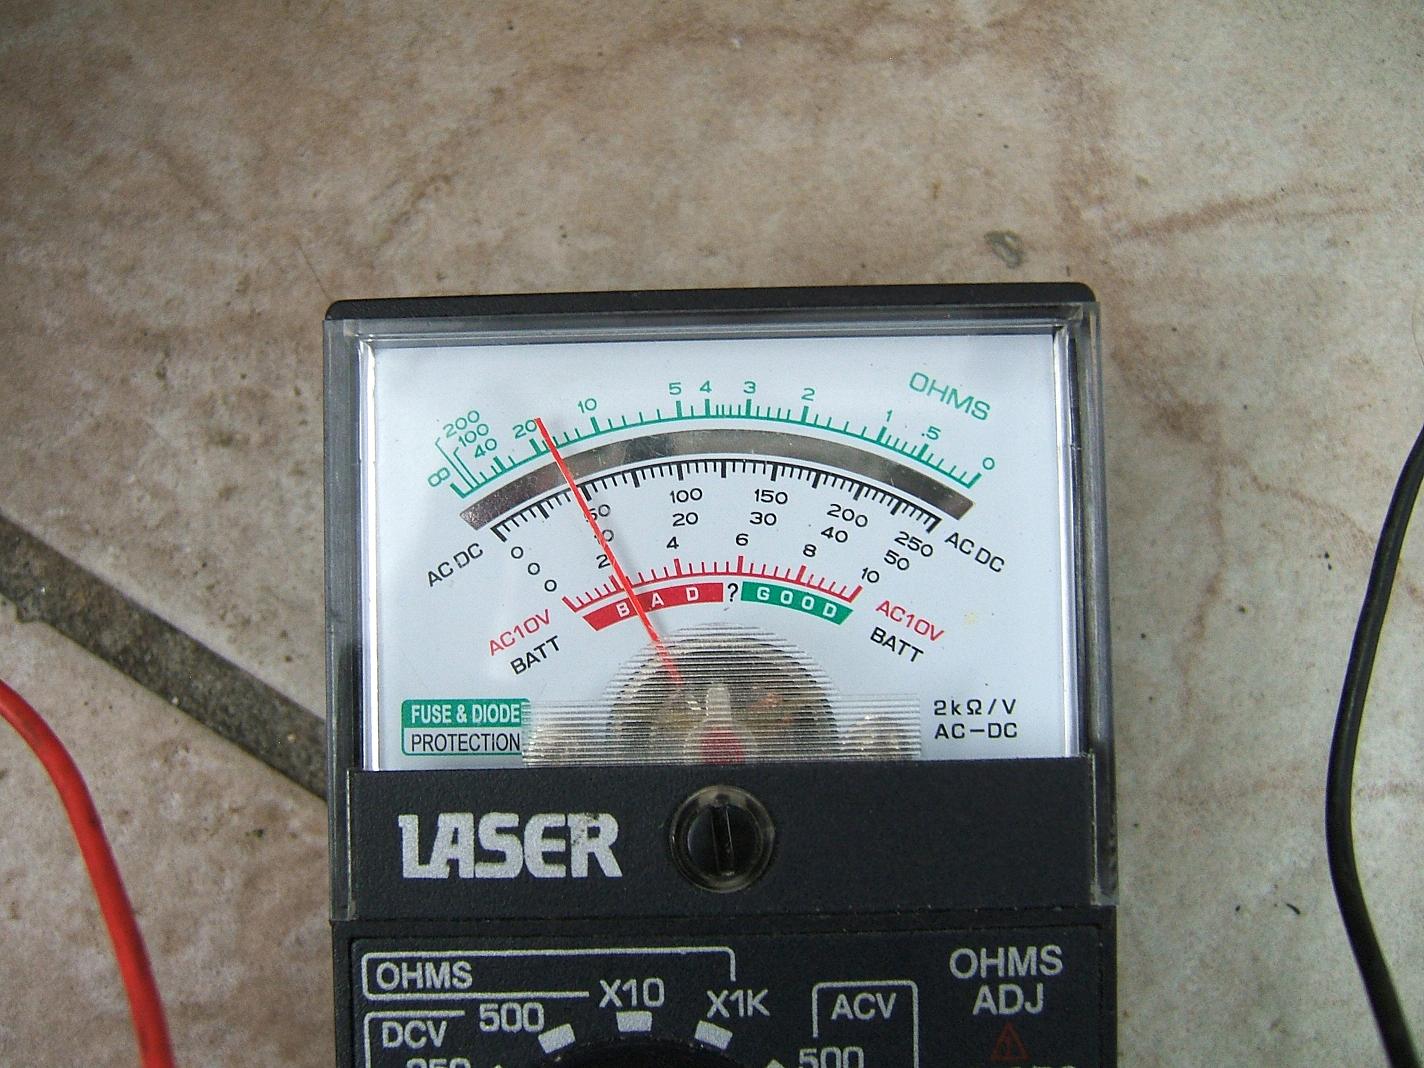 OHMS
200 100 40 20 10 5 4 3 2 1 .5 0
∞
AC DC 0 50 100 150 200 250 AC DC
0 10 20 30 40 50
0 2 4 6 8 10
AC10V BAD ? GOOD AC10V
BATT BATT
FUSE & DIODE
PROTECTION
2kΩ/V
AC-DC
LASER
OHMS
X10
X1K
DCV
500
ACV
500
OHMS
ADJ